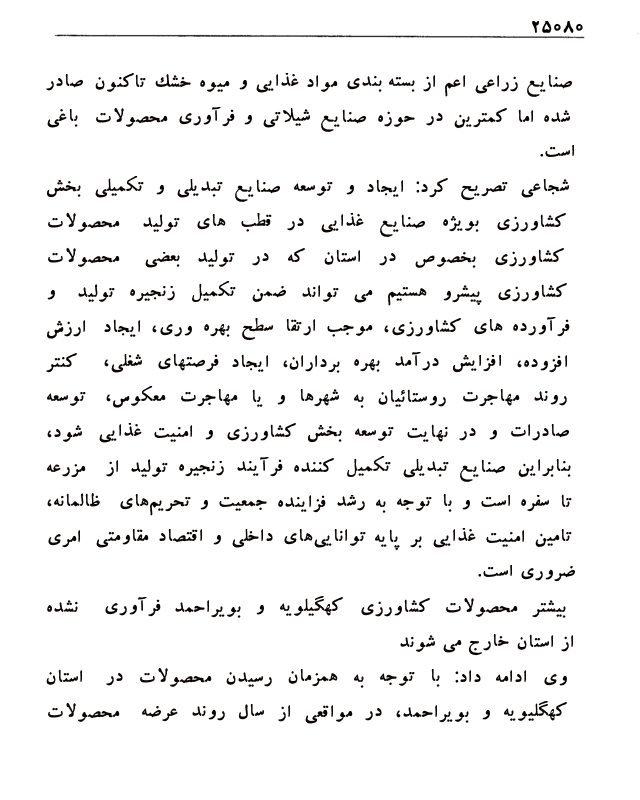 ۲۵۰۸۰
صنایع زراعی اعم از بسته بندی مواد غذایی و میوه خشك تاکنون صادر
شده اما کمترین در حوزه صنایع شیلاتی و فرآوری محصولات باغی
است.
شجاعی تصریح کرد: ایجاد و توسعه صنایع تبدیلی و تکمیلی بخش
کشاورزی بویژه صنایع غذایی در قطب های تولید محصولات
کشاورزی بخصوص در استان که در تولید بعضی محصولات
کشاورزی پیشرو هستیم می تواند ضمن تکمیل زنجیره تولید و
فرآورده های کشاورزی، موجب ارتقا سطح بهره وری، ایجاد ارزش
افزوده، افزایش درآمد بهره برداران، ایجاد فرصتهای شغلی، کنتر
روند مهاجرت روستائیان به شهرها و یا مهاجرت معکوس، توسعه
صادرات و در نهایت توسعه بخش کشاورزی و امنیت غذایی شود،
بنابراین صنایع تبدیلی تکمیل کننده فرآیند زنجیره تولید از مزرعه
تا سفره است و با توجه به رشد فزاینده جمعیت و تحریم‌های ظالمانه،
تامین امنیت غذایی بر پایه توانایی‌های داخلی و اقتصاد مقاومتی امری
ضروری است.
بیشتر محصولات کشاورزی کهگیلویه و بویراحمد فرآوری نشده
از استان خارج می شوند
وی ادامه داد: با توجه به همزمان رسیدن محصولات در استان
کهگلیویه و بویراحمد، در مواقعی از سال روند عرضه محصولات